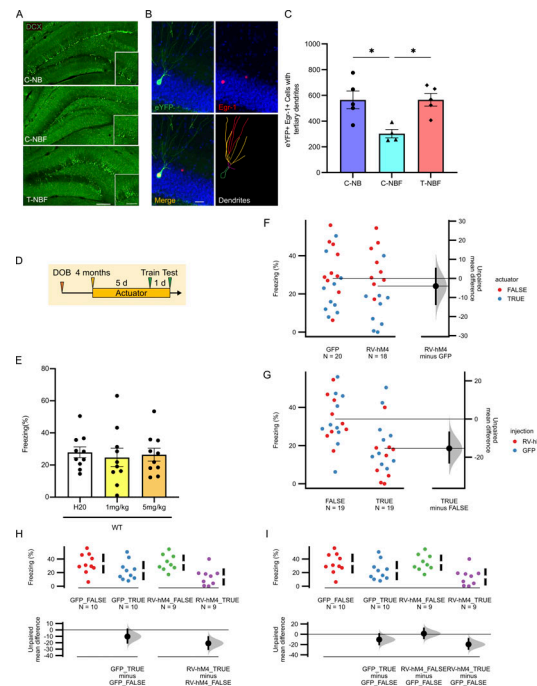 A
DCX
C-NB
C-NBF
T-NBF
B
eYFP
Egr-1
Merge
Dendrites
C
eYFP+ Egr-1+ Cells with
tertiary dendrites
1000
800
600
400
200
0
*
*
C-NB
C-NBF
T-NBF
D
DOB
4 months
Train Test
5 d
1 d
Actuator
E
Freezing(%)
80
60
40
20
0
H20
1mg/kg
5mg/kg
WT
F
Freezing (%)
60
40
20
0
GFP
N = 20
RV-hM4
N = 18
RV-hM4
minus GFP
30
20
10
0
-10
-20
-30
Unpaired
mean difference
actuator
FALSE
TRUE
G
Freezing (%)
60
40
20
0
FALSE
N = 19
TRUE
N = 19
TRUE
minus FALSE
20
0
-20
Unpaired
mean difference
injection
RV-h
GFP
H
Freezing (%)
40
20
0
GFP_FALSE
N = 10
GFP_TRUE
N = 10
RV-hM4_FALSE
N = 9
RV-hM4_TRUE
N = 9
Unpaired
mean difference
10
0
-10
-20
-30
-40
GFP_TRUE
minus
GFP_FALSE
RV-hM4_TRUE
minus
RV-hM4_FALSE
I
Freezing (%)
40
20
0
GFP_FALSE
N = 10
GFP_TRUE
N = 10
RV-hM4_FALSE
N = 9
RV-hM4_TRUE
N = 9
Unpaired
mean difference
10
0
-10
-20
-30
-40
GFP_TRUE
minus
GFP_FALSE
RV-hM4_FALSE
minus
GFP_FALSE
RV-hM4_TRUE
minus
GFP_FALSE